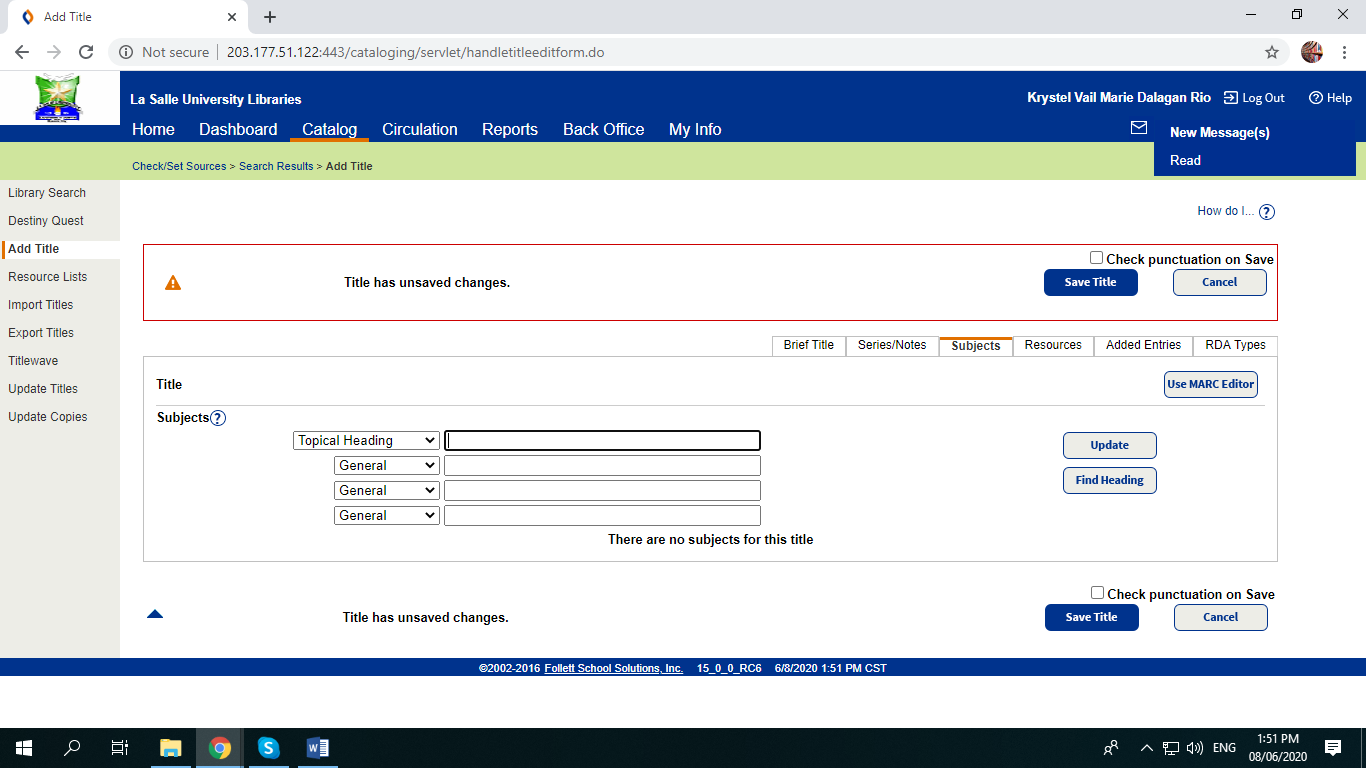 Add Title
Not secure 203.177.51.122:443/cataloging/servlet/handletitleeditform.do
La Salle University Libraries
Krystel Vail Marie Dalagan Rio Log Out Help
Home Dashboard Catalog Circulation Reports Back Office My Info
New Message(s)
Read
Check/Set Sources > Search Results > Add Title
Library Search
Destiny Quest
Add Title
Resource Lists
Import Titles
Export Titles
Titlewave
Update Titles
Update Copies
How do I...
Check punctuation on Save
Title has unsaved changes.
Save Title Cancel
Brief Title Series/Notes Subjects Resources Added Entries RDA Types
Title
Use MARC Editor
Subjects
Topical Heading
General
General
General
Update
Find Heading
There are no subjects for this title
Check punctuation on Save
Title has unsaved changes.
Save Title Cancel
©2002-2016 Follett School Solutions, Inc. 15_0_0_RC6 6/8/2020 1:51 PM CST
ENG
1:51 PM
08/06/2020